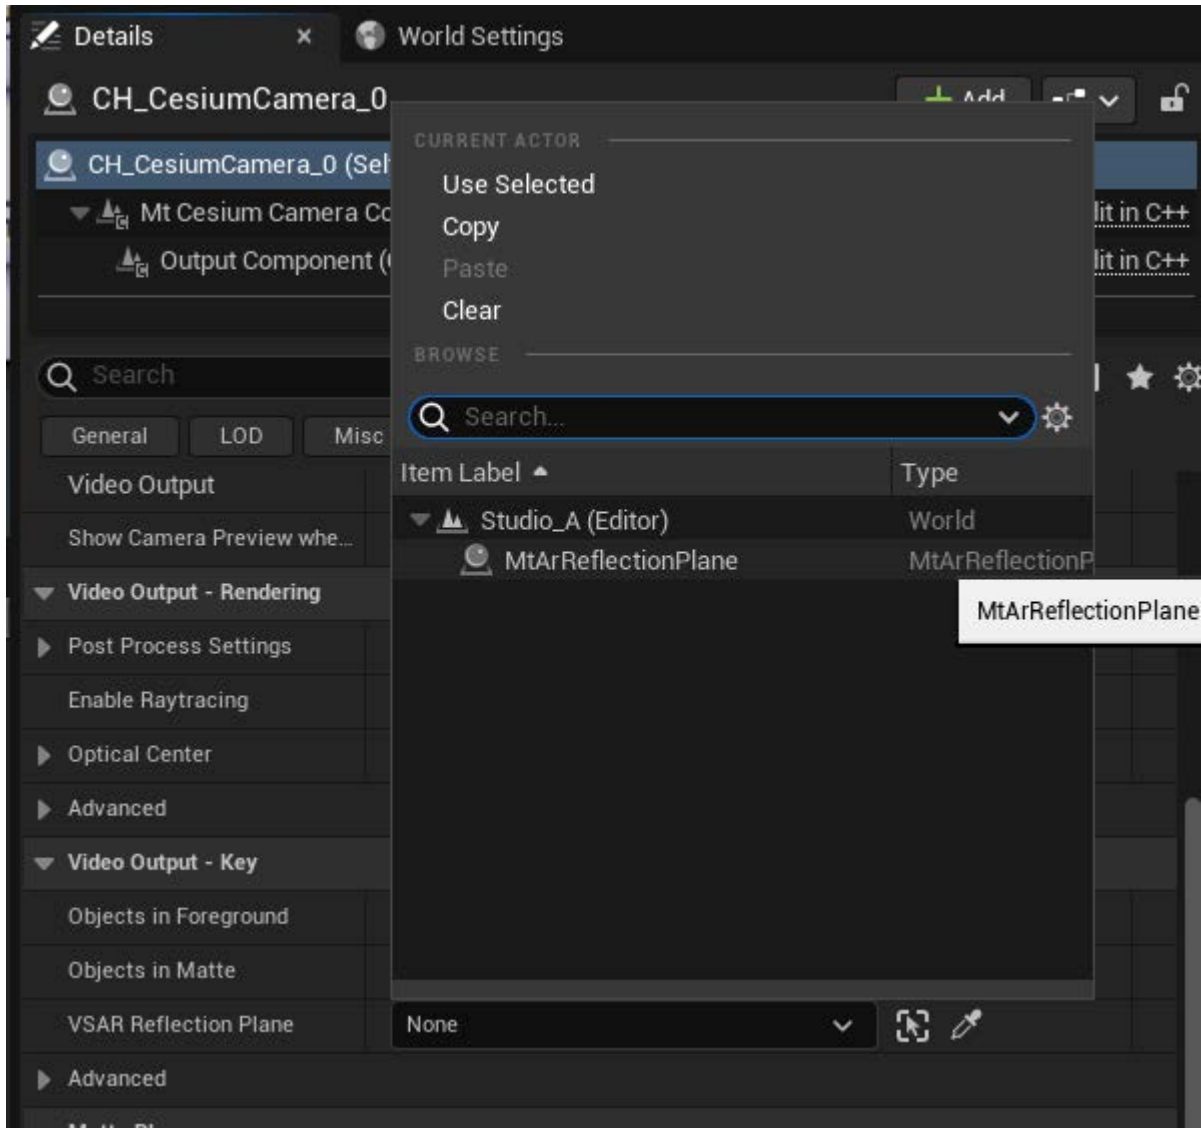 Details
World Settings
CH_CesiumCamera_0
Add
CURRENT ACTOR
CH_CesiumCamera_0 (Sel
Use Selected
Mt Cesium Camera Co
dit in C++
Copy
Output Component (
dit in C++
Paste
Clear
BROWSE
Search
Search...
General
LOD
Misc
Item Label
Type
Video Output
Studio_A (Editor)
World
Show Camera Preview whe...
MtArReflectionPlane
MtArReflectionP
Video Output - Rendering
MtArReflectionPlane
Post Process Settings
Enable Raytracing
Optical Center
Advanced
Video Output - Key
Objects in Foreground
Objects in Matte
VSAR Reflection Plane
None
Advanced